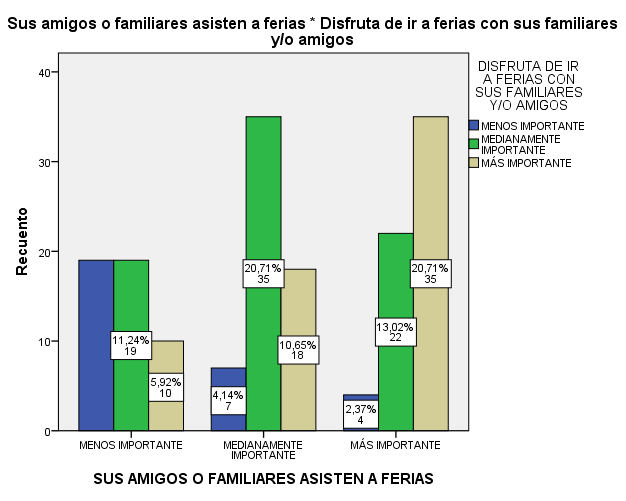 Sus amigos o familiares asisten a ferias * Disfruta de ir a ferias con sus familiares
y/o amigos
DISFRUTA DE IR
A FERIAS CON
SUS FAMILIARES
Y/O AMIGOS
MENOS IMPORTANTE
MEDIANAMENTE
IMPORTANTE
MÁS IMPORTANTE
Recuento
40
30
20
10
0
11,24%
19
5,92%
10
4,14%
7
20,71%
35
10,65%
18
2,37%
4
13,02%
22
20,71%
35
MENOS IMPORTANTE
MEDIANAMENTE
IMPORTANTE
MÁS IMPORTANTE
SUS AMIGOS O FAMILIARES ASISTEN A FERIAS